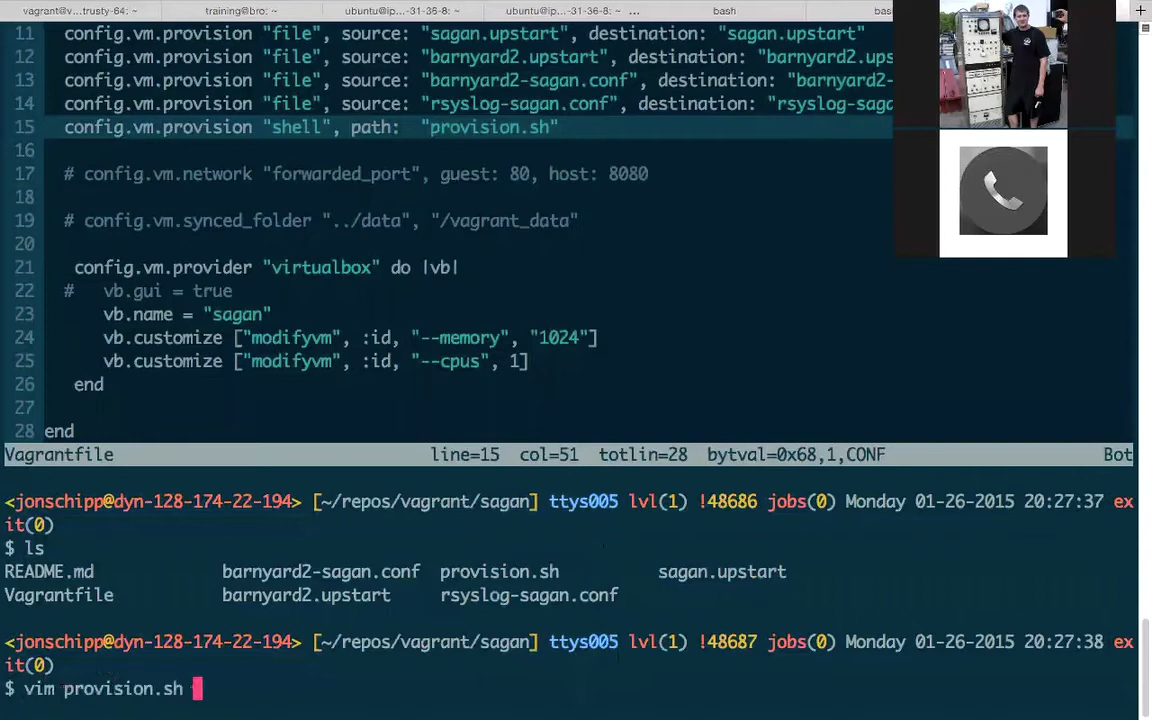 vagrant@v...trusty-64: ~ training@bro: ~ ubuntu@ip...-31-36-8: ~ ubuntu@ip...-31-36-8: ~ ... bash bas
11 config.vm.provision "file", source: "sagan.upstart", destination: "sagan.upstart"
12 config.vm.provision "file", source: "barnyard2.upstart", destination: "barnyard2.ups
13 config.vm.provision "file", source: "barnyard2-sagan.conf", destination: "barnyard2-
14 config.vm.provision "file", source: "rsyslog-sagan.conf", destination: "rsyslog-saga
15 config.vm.provision "shell", path: "provision.sh"
16
17 # config.vm.network "forwarded_port", guest: 80, host: 8080
18
19 # config.vm.synced_folder "../data", "/vagrant_data"
20
21 config.vm.provider "virtualbox" do |vb|
22 # vb.gui = true
23 vb.name = "sagan"
24 vb.customize ["modifyvm", :id, "--memory", "1024"]
25 vb.customize ["modifyvm", :id, "--cpus", 1]
26 end
27
28 end
Vagrantfile line=15 col=51 totlin=28 bytval=0x68,1,CONF Bot
<jonschipp@dyn-128-174-22-194> [~/repos/vagrant/sagan] ttys005 lvl(1) !48686 jobs(0) Monday 01-26-2015 20:27:37 ex
it(0)
$ ls
README.md barnyard2-sagan.conf provision.sh sagan.upstart
Vagrantfile barnyard2.upstart rsyslog-sagan.conf
<jonschipp@dyn-128-174-22-194> [~/repos/vagrant/sagan] ttys005 lvl(1) !48687 jobs(0) Monday 01-26-2015 20:27:38 ex
it(0)
$ vim provision.sh